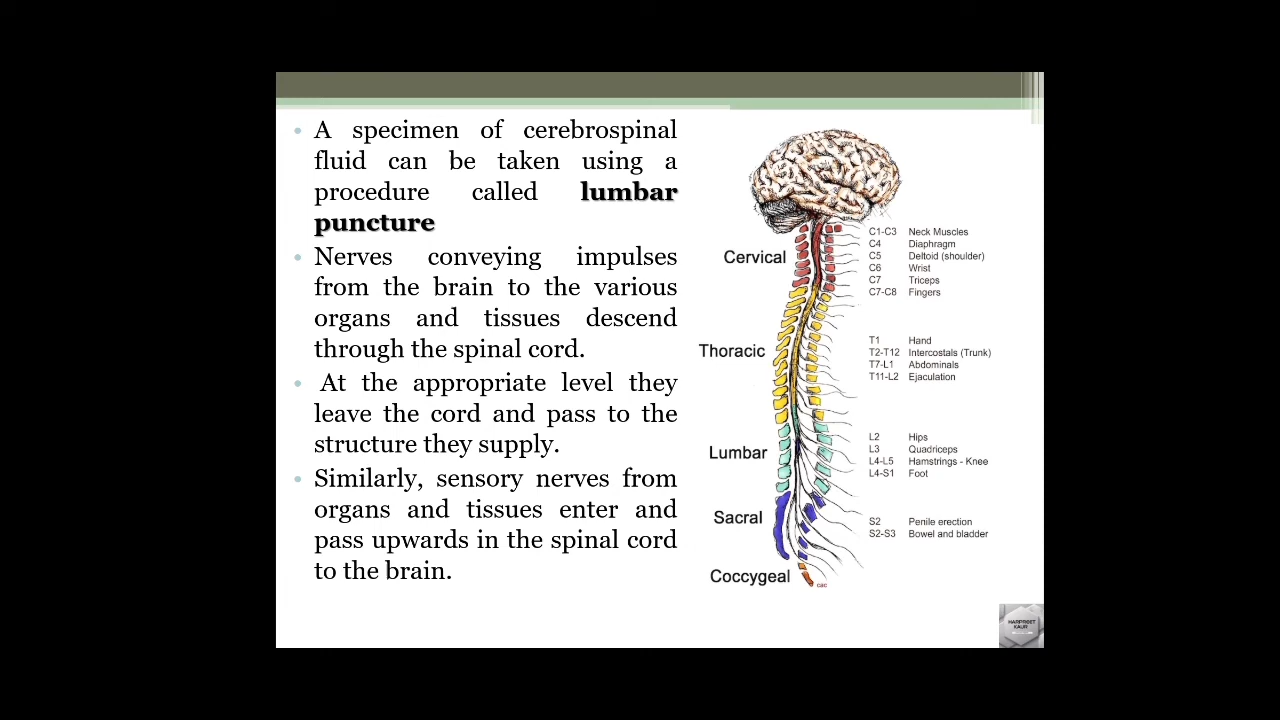 • A specimen of cerebrospinal
fluid can be taken using a
procedure called lumbar
puncture
• Nerves conveying impulses
from the brain to the various
organs and tissues descend
through the spinal cord.
• At the appropriate level they
leave the cord and pass to the
structure they supply.
• Similarly, sensory nerves from
organs and tissues enter and
pass upwards in the spinal cord
to the brain.
Cervical
C1-C3 Neck Muscles
C4 Diaphragm
C5 Deltoid (shoulder)
C6 Wrist
C7 Triceps
C7-C8 Fingers
Thoracic
T1 Hand
T2-T12 Intercostals (Trunk)
T7-L1 Abdominals
T11-L2 Ejaculation
Lumbar
L2 Hips
L3 Quadriceps
L4-L5 Hamstrings - Knee
L4-S1 Foot
Sacral
S2 Penile erection
S2-S3 Bowel and bladder
Coccygeal
cac
HARPREET
KAUR